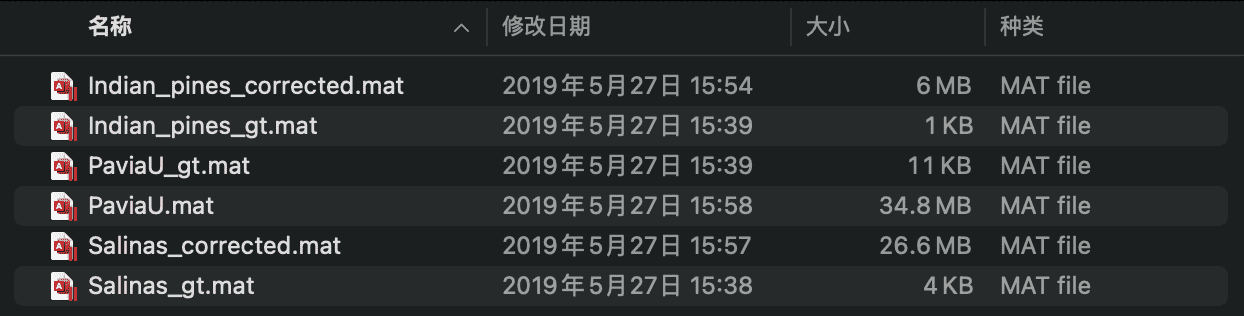 名称 修改日期 大小 种类
Indian_pines_corrected.mat 2019年5月27日 15:54 6 MB MAT file
Indian_pines_gt.mat 2019年5月27日 15:39 1 KB MAT file
PaviaU_gt.mat 2019年5月27日 15:39 11 KB MAT file
PaviaU.mat 2019年5月27日 15:58 34.8 MB MAT file
Salinas_corrected.mat 2019年5月27日 15:57 26.6 MB MAT file
Salinas_gt.mat 2019年5月27日 15:38 4 KB MAT file